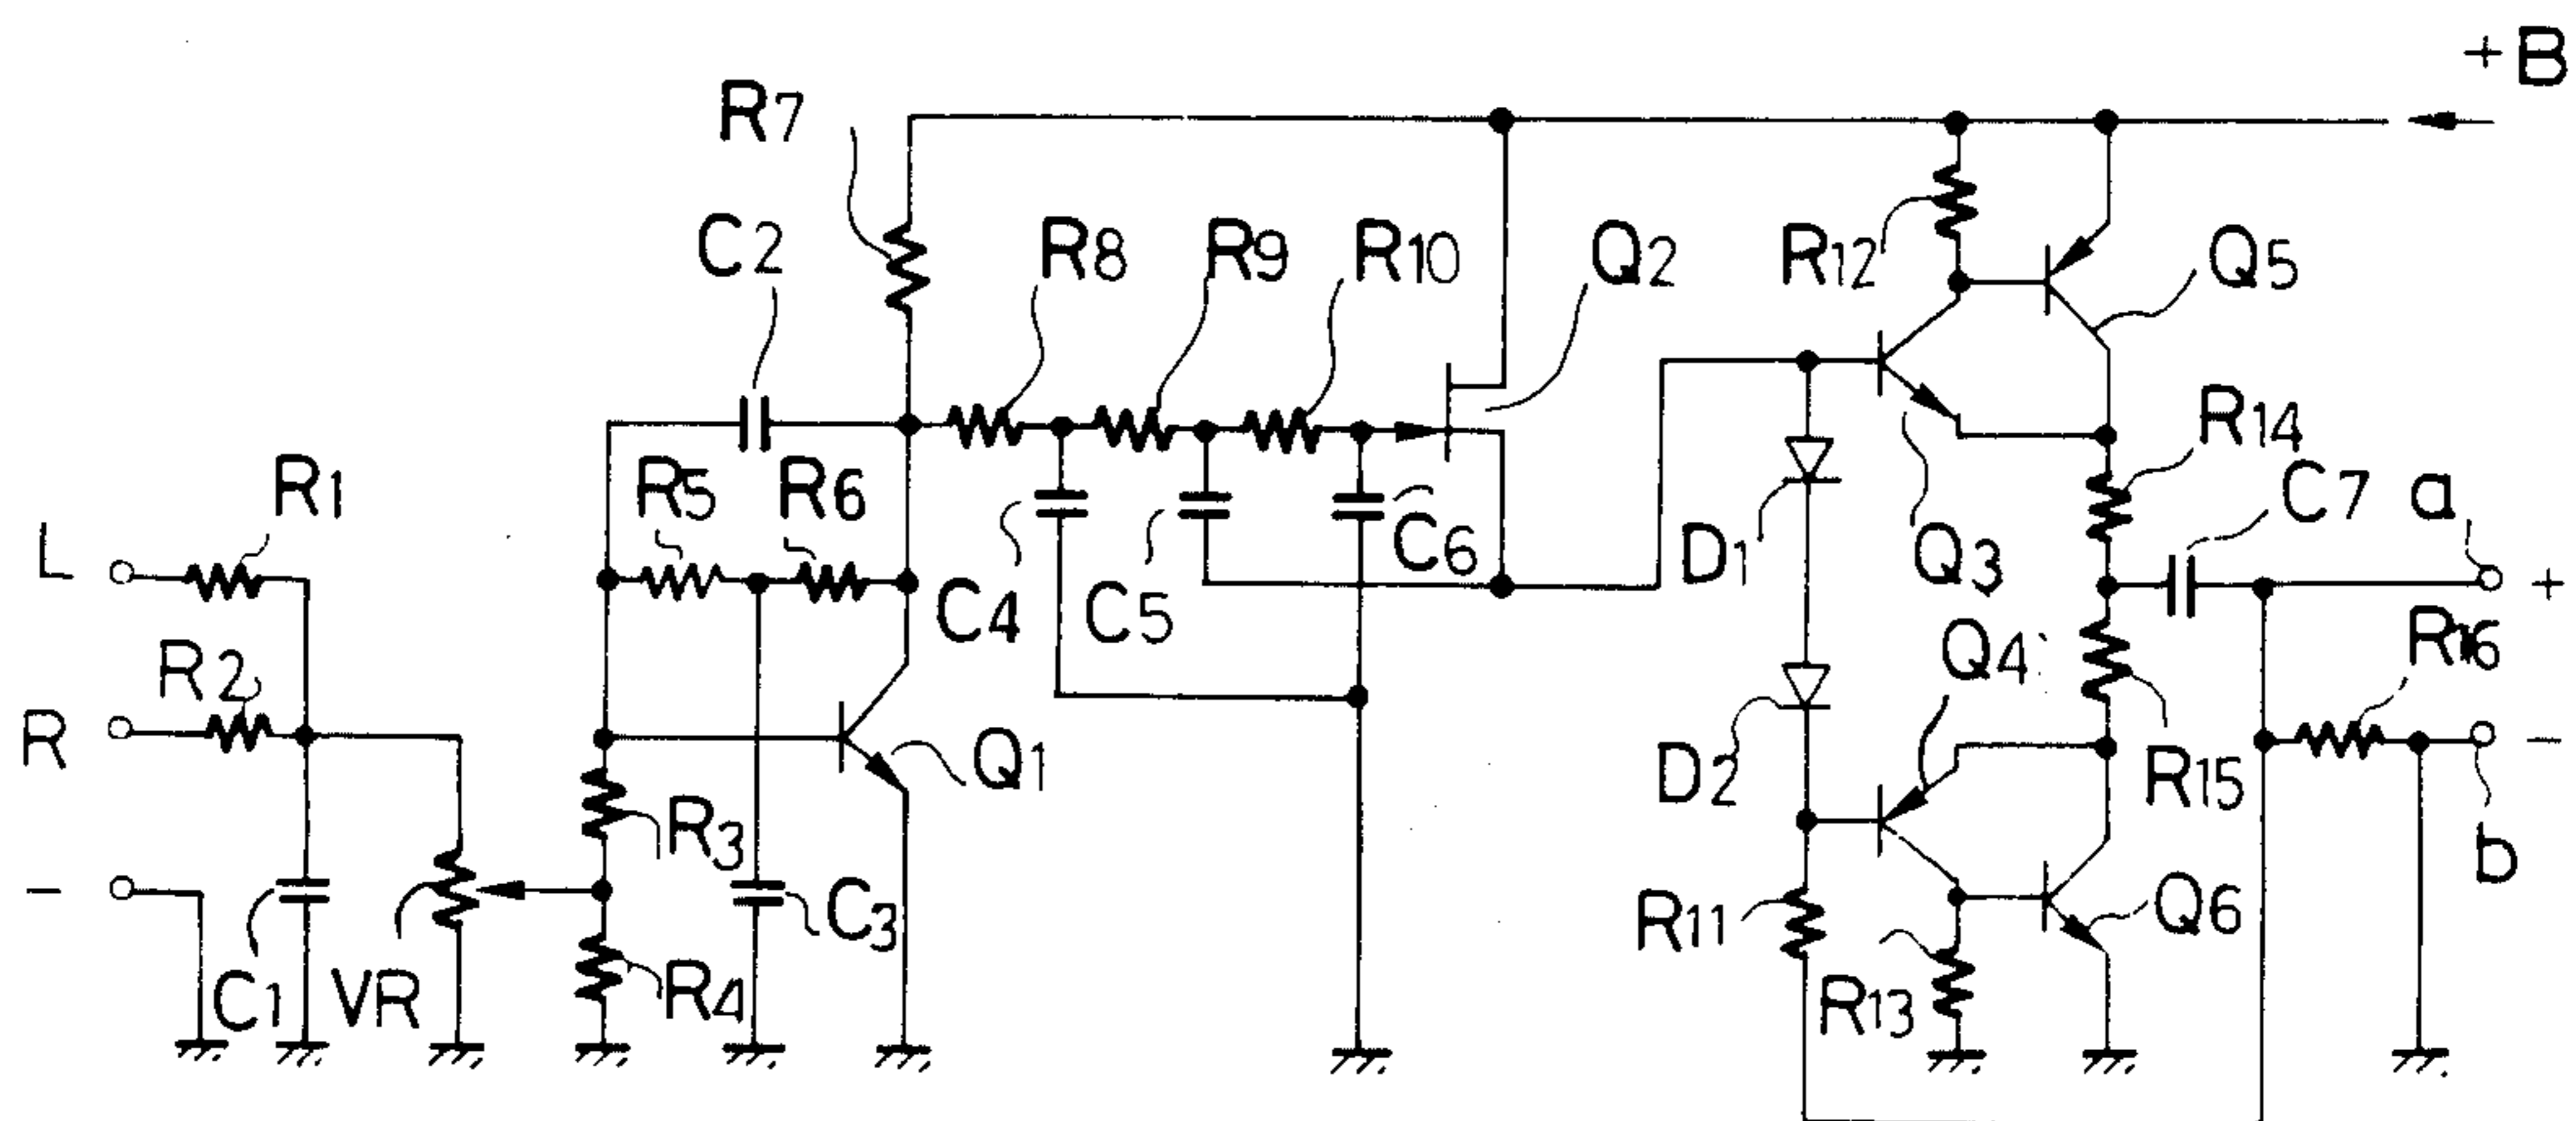 +B
R7
C2
R8
R9
R10
Q2
R12
Q5
R1
R5
R6
R14
C7
a
L
+
D1
Q3
C6
C4
C5
R2
Q4
R16
R
Q1
D2
R15
−
R3
b
−
C3
R11
Q6
C1
VR
R4
R13